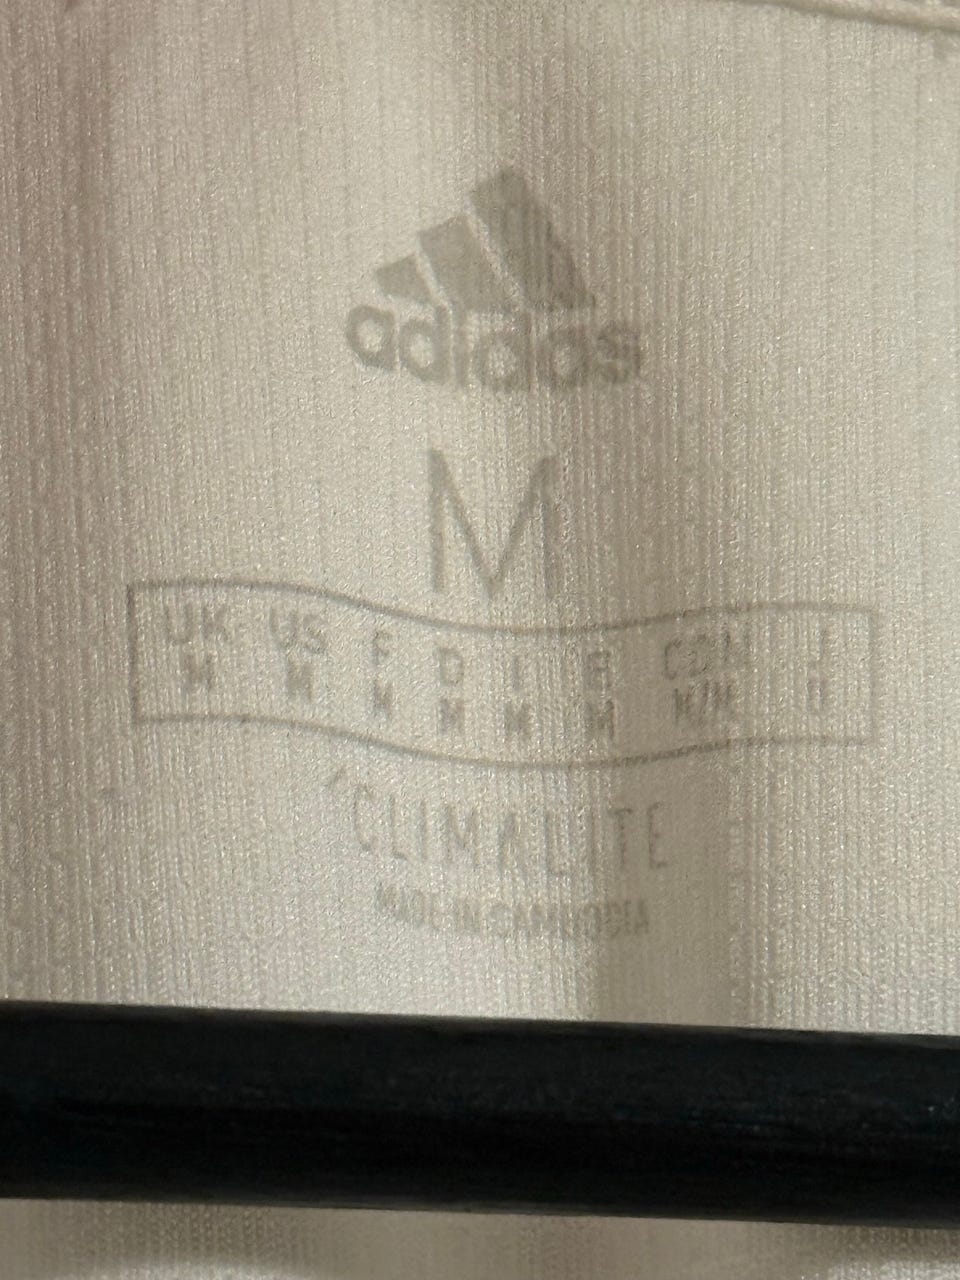 adidas
M
UK US F D I E CDN J
M M M M M M M/M O
CLIMALITE
MADE IN CAMBODIA